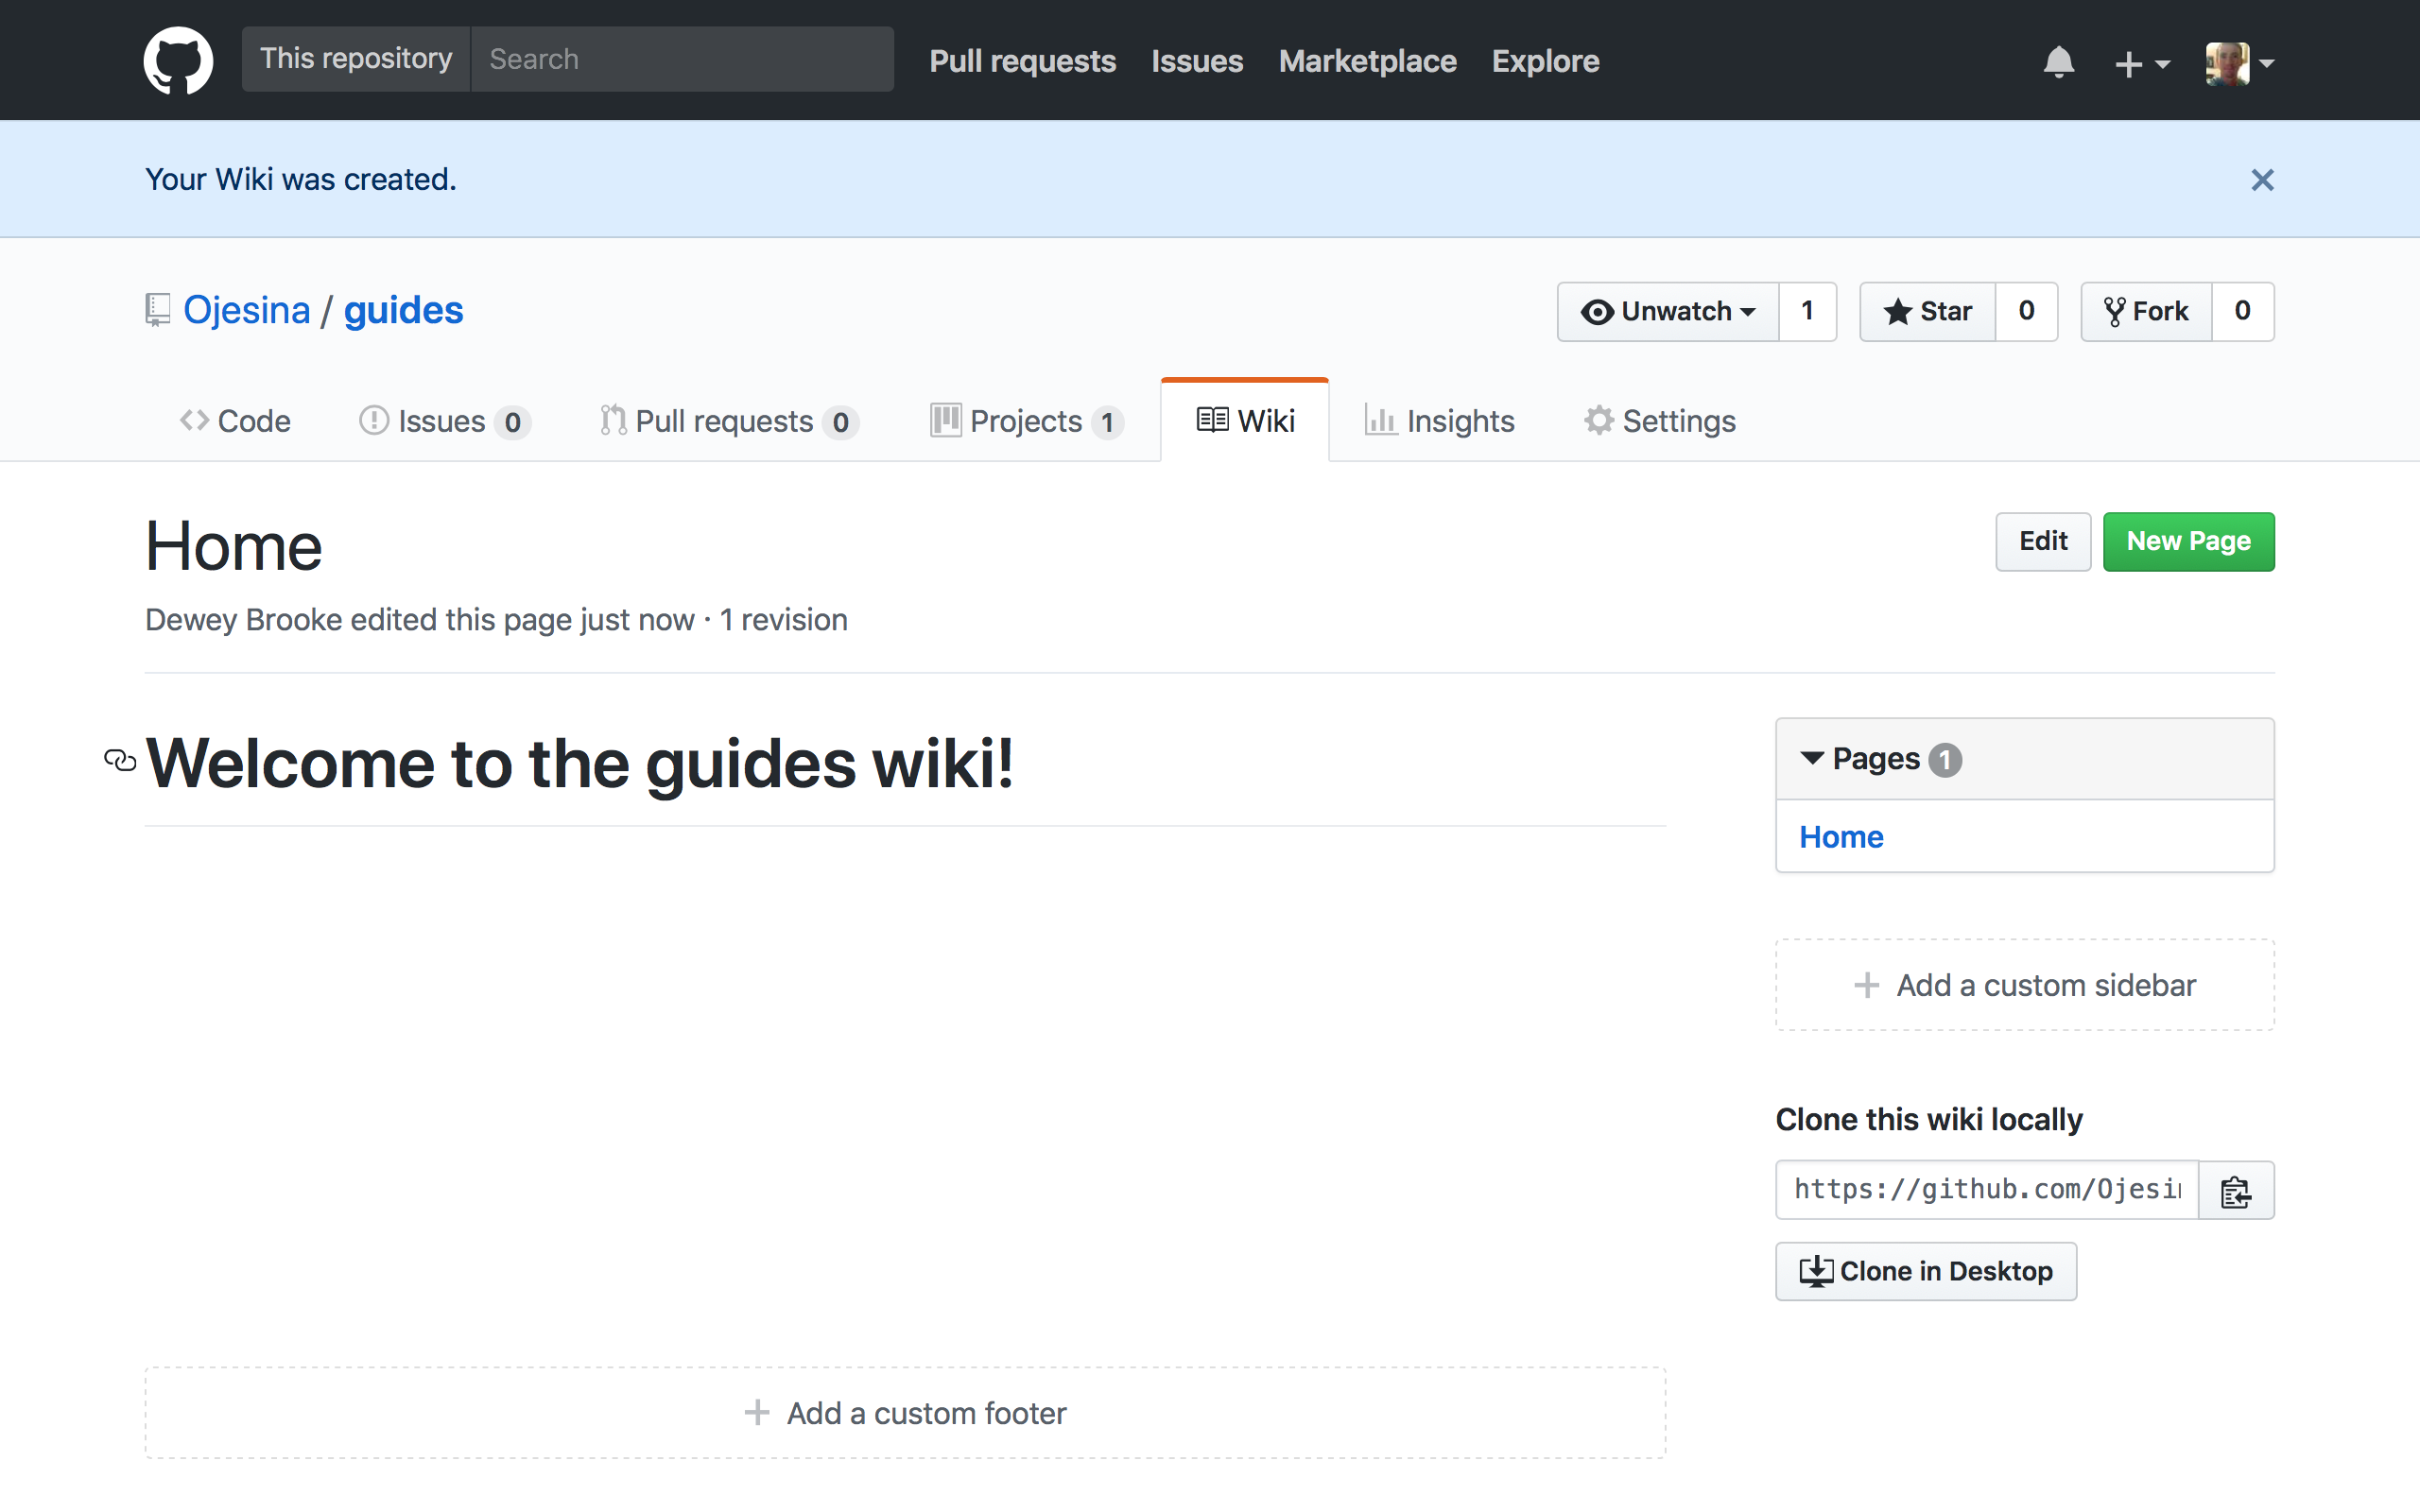 This repository Search Pull requests Issues Marketplace Explore
Your Wiki was created.
Ojesina / guides Unwatch 1 Star 0 Fork 0
Code Issues 0 Pull requests 0 Projects 1 Wiki Insights Settings
Home Edit New Page
Dewey Brooke edited this page just now · 1 revision
Welcome to the guides wiki!
Pages 1
Home
Add a custom sidebar
Clone this wiki locally
https://github.com/Ojesi
Clone in Desktop
Add a custom footer